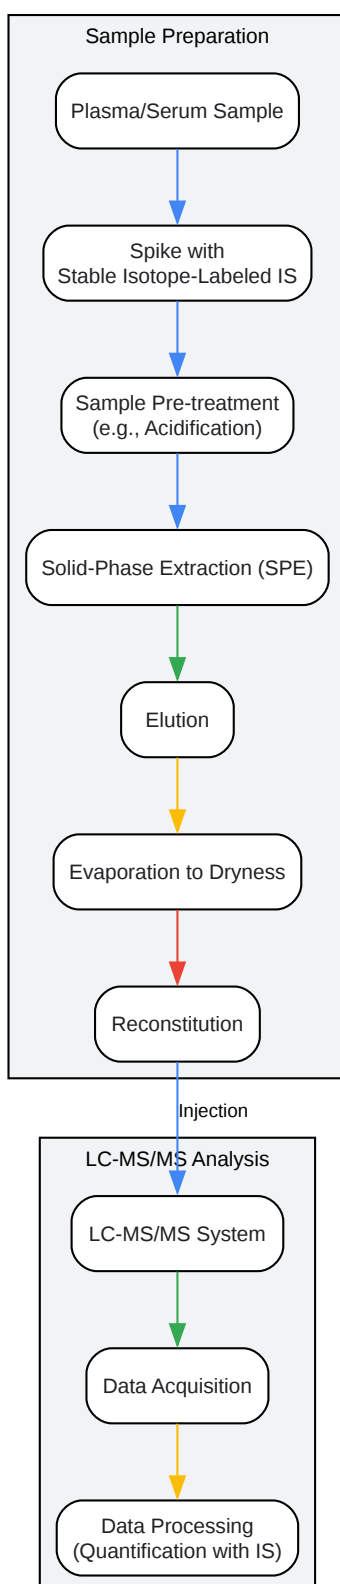 Sample Preparation
Plasma/Serum Sample
Spike with
Stable Isotope-Labeled IS
Sample Pre-treatment
(e.g., Acidification)
Solid-Phase Extraction (SPE)
Elution
Evaporation to Dryness
Reconstitution
Injection
LC-MS/MS Analysis
LC-MS/MS System
Data Acquisition
Data Processing
(Quantification with IS)